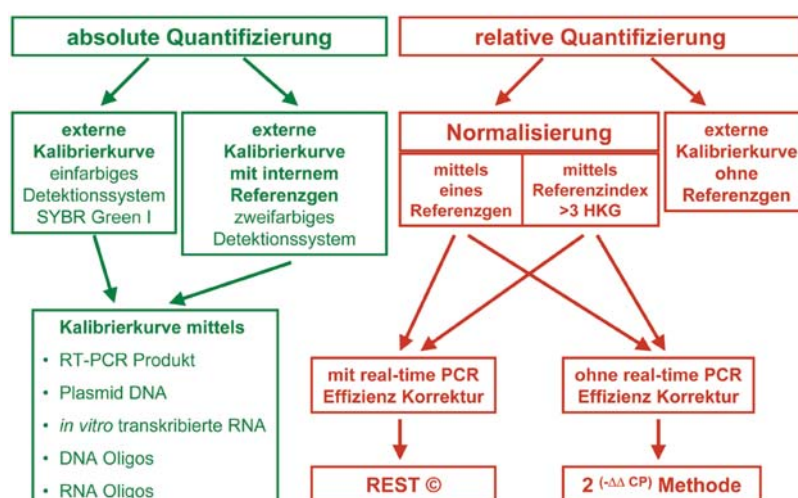 absolute Quantifizierung
externe
Kalibrierkurve
einfarbiges
Detektionssystem
SYBR Green I
externe
Kalibrierkurve
mit internem
Referenzgen
zweifarbiges
Detektionssystem
Kalibrierkurve mittels
• RT-PCR Produkt
• Plasmid DNA
• in vitro transkribierte RNA
• DNA Oligos
• RNA Oligos
relative Quantifizierung
Normalisierung
mittels
eines
Referenzgen
mittels
Referenzindex
>3 HKG
externe
Kalibrierkurve
ohne
Referenzgen
mit real-time PCR
Effizienz Korrektur
ohne real-time PCR
Effizienz Korrektur
REST ©
2 (-ΔΔ CP) Methode